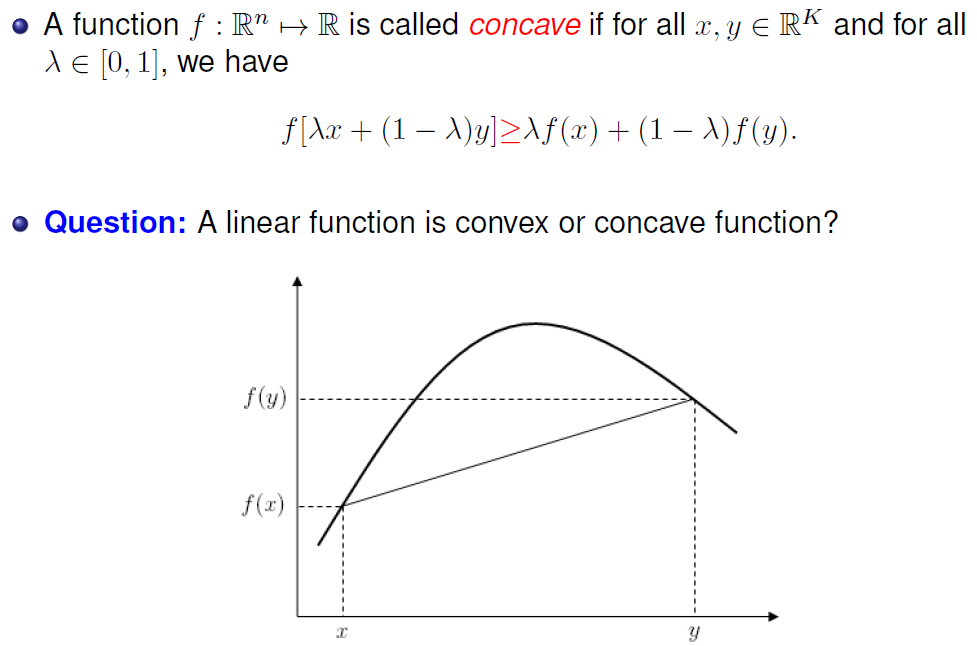 A function f : ℝⁿ ↦ ℝ is called concave if for all x, y ∈ ℝᴷ and for all
λ ∈ [0, 1], we have
f[λx + (1 − λ)y]≥λf(x) + (1 − λ)f(y).
Question: A linear function is convex or concave function?
f(y)
f(x)
x
y